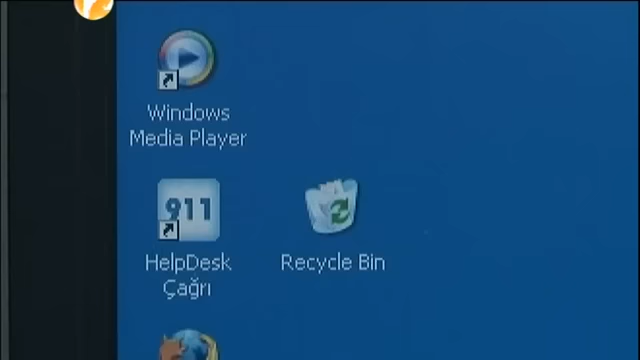 Windows
Media Player
911
HelpDesk
Çağrı
Recycle Bin